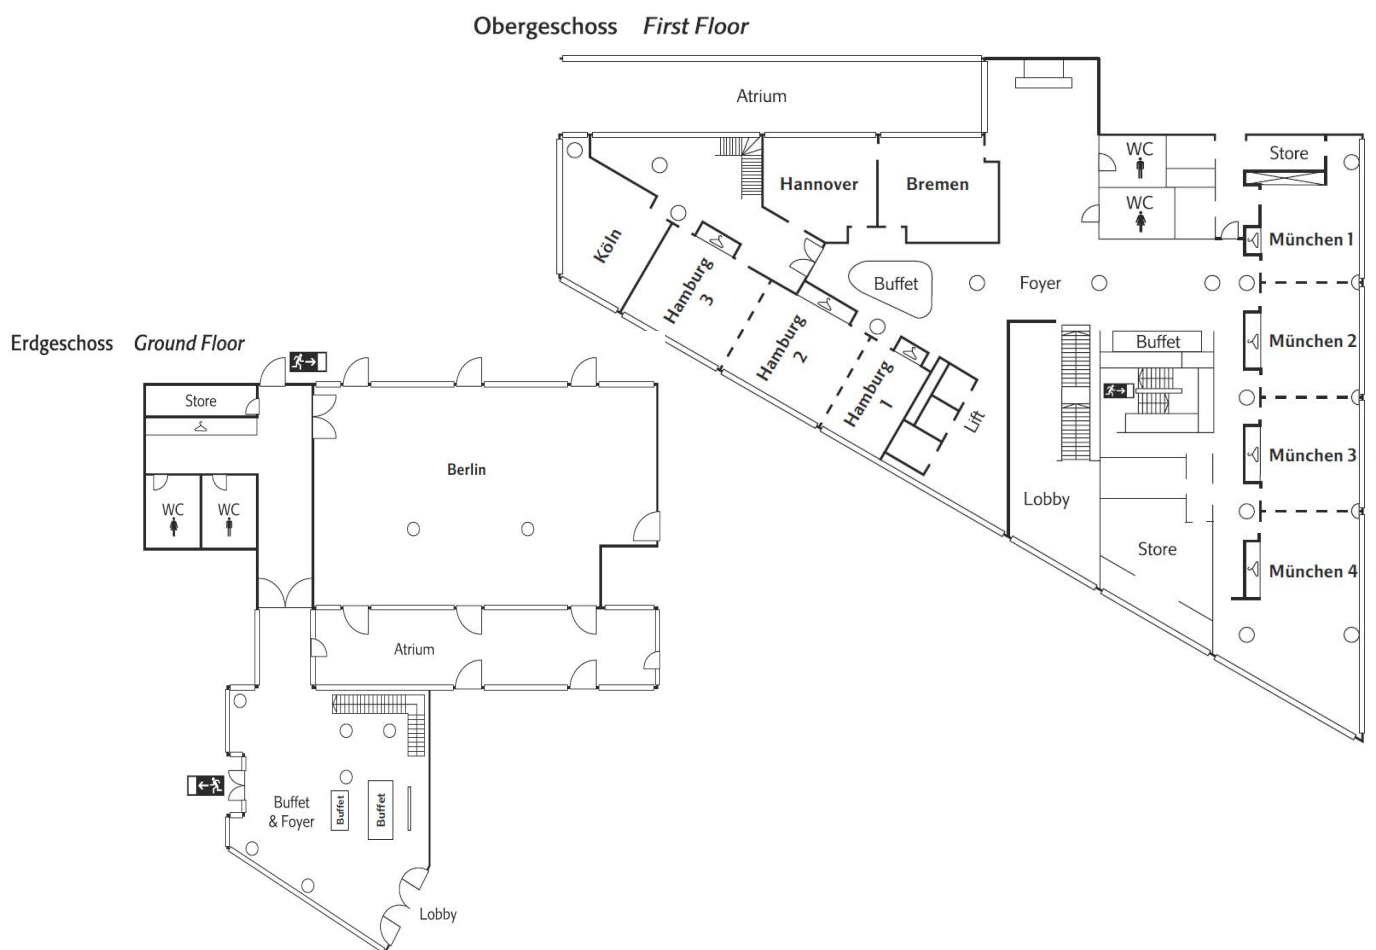 Obergeschoss First Floor
Atrium
WC
Store
Hannover
Bremen
WC
Köln
München 1
Hamburg
3
Buffet
Foyer
Hamburg
2
Buffet
München 2
Hamburg
1
Lift
München 3
Lobby
Store
München 4
Erdgeschoss Ground Floor
Store
Berlin
WC
WC
Atrium
Buffet
& Foyer
Buffet
Buffet
Lobby